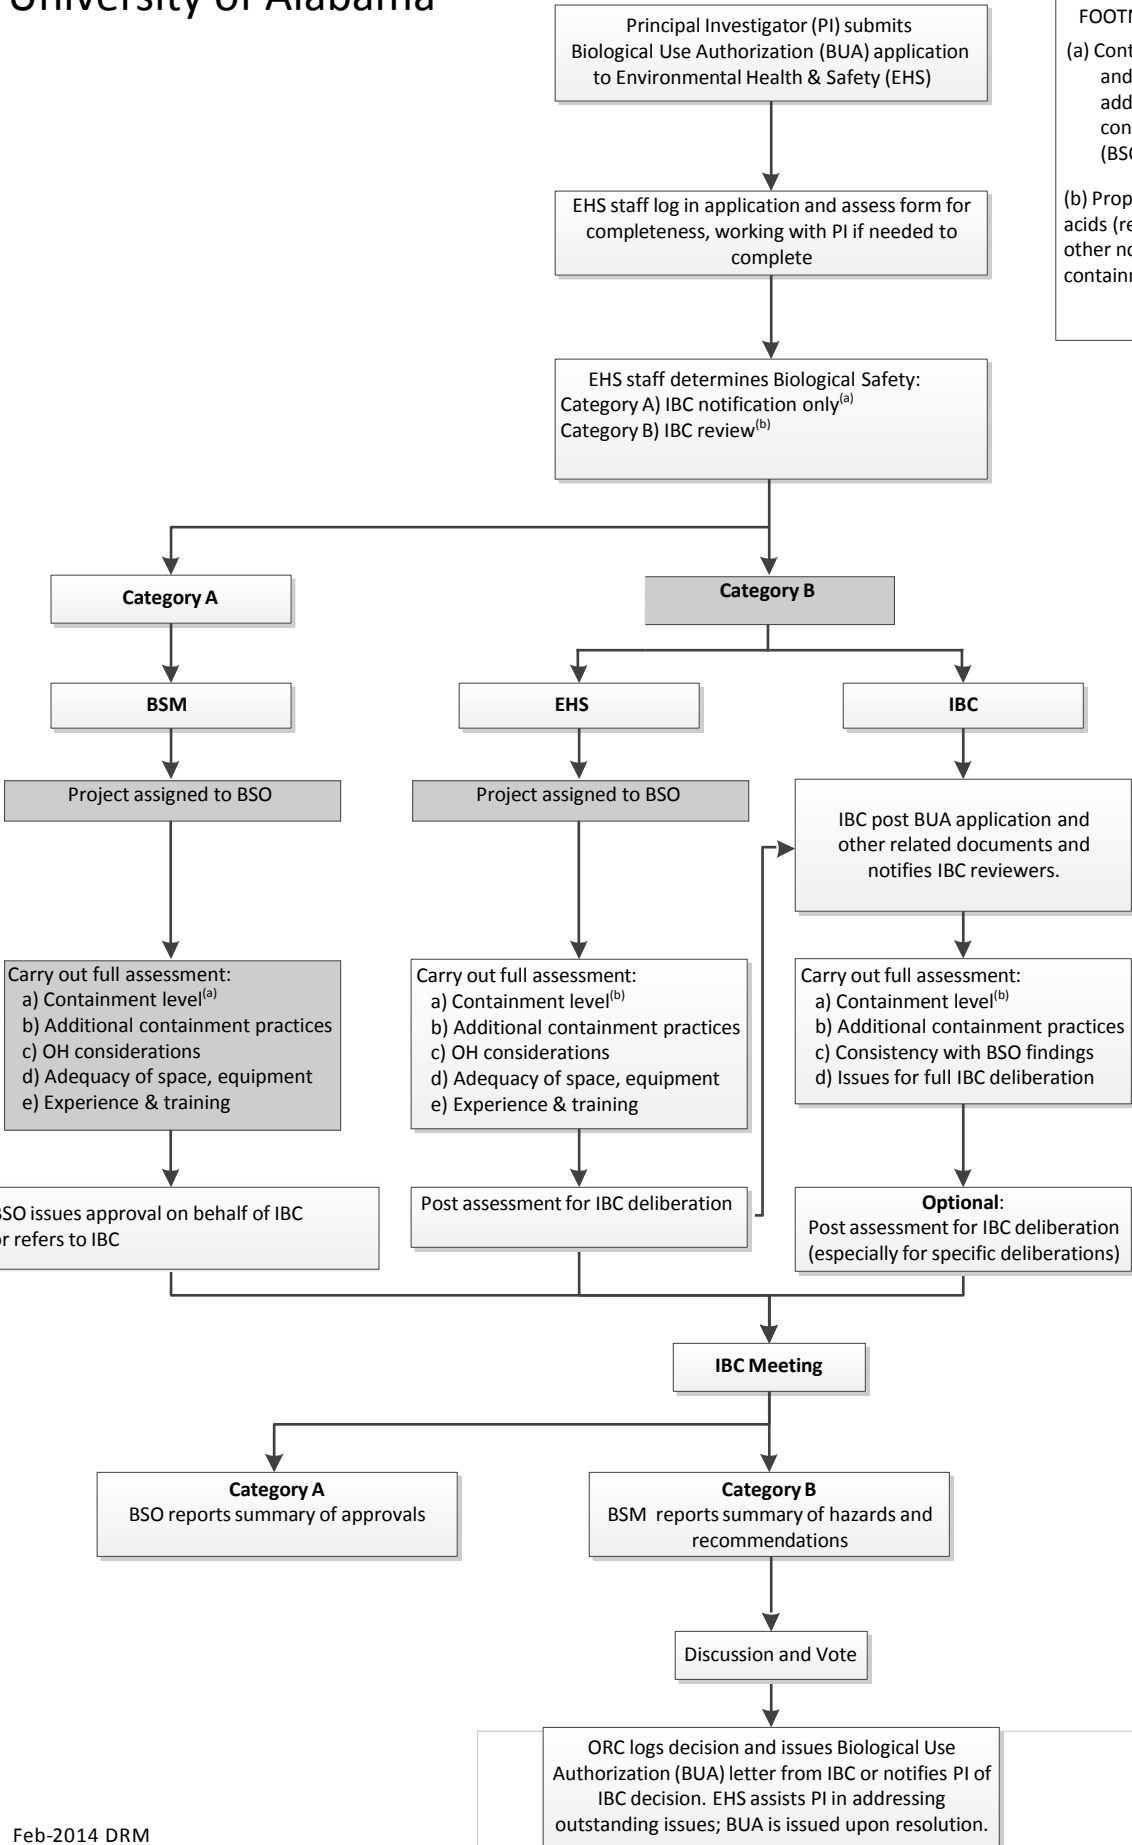 University of Alabama
Principal Investigator (PI) submits
Biological Use Authorization (BUA) application
to Environmental Health & Safety (EHS)
(a)
and
add
(b)
acids
containm
EHS staff log in application and assess form for
completeness, working with PI if needed to
complete
EHS staff determines Biological Safety:
Category A) IBC notification only(a)
Category B) IBC review(b)
Category A
Category B
BSM
EHS
IBC
Project assigned to BSO
Project assigned to BSO
IBC post BUA application and
other related documents and
notifies IBC reviewers.
Carry out full assessment:
a) Containment level(a)
b) Additional containment practices
c) OH considerations
d) Adequacy of space, equipment
e) Experience & training
Carry out full assessment:
a) Containment level(b)
b) Additional containment practices
c) OH considerations
d) Adequacy of space, equipment
e) Experience & training
Carry out full assessment:
a) Containment level(b)
b) Additional containment practices
c) Consistency with BSO findings
d) Issues for full IBC deliberation
BSO issues approval on behalf of IBC
or refers to IBC
Post assessment for IBC deliberation
Optional:
Post assessment for IBC deliberation
(especially for specific deliberations)
IBC Meeting
Category A
BSO reports summary of approvals
Category B
BSM reports summary of hazards and
recommendations
Discussion and Vote
ORC logs decision and issues Biological Use
Authorization (BUA) letter from IBC or notifies PI of
IBC decision. EHS assists PI in addressing
outstanding issues; BUA is issued upon resolution.
Feb-2014 DRM